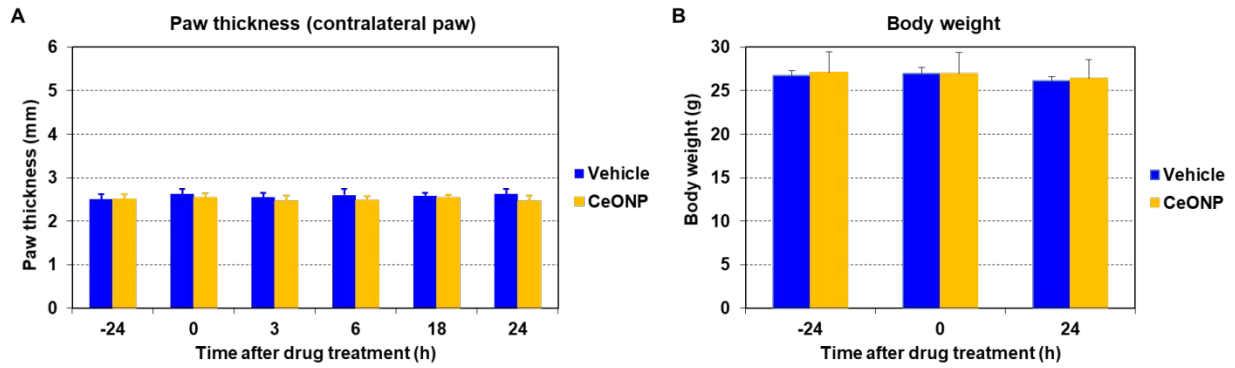 A
Paw thickness (contralateral paw)
6
5
4
3
2
1
0
Paw thickness (mm)
-24 0 3 6 18 24
Time after drug treatment (h)
Vehicle
CeONP
B
Body weight
30
25
20
15
10
5
0
Body weight (g)
-24 0 24
Time after drug treatment (h)
Vehicle
CeONP